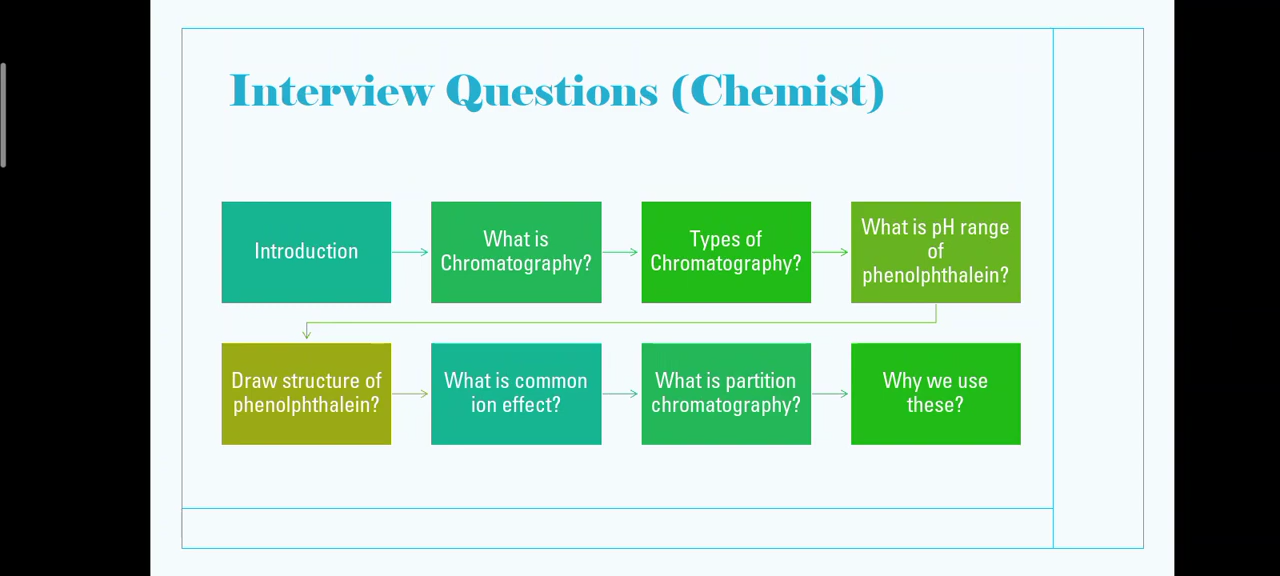 Interview Questions (Chemist)
Introduction
What is
Chromatography?
Types of
Chromatography?
What is pH range
of
phenolphthalein?
Draw structure of
phenolphthalein?
What is common
ion effect?
What is partition
chromatography?
Why we use
these?